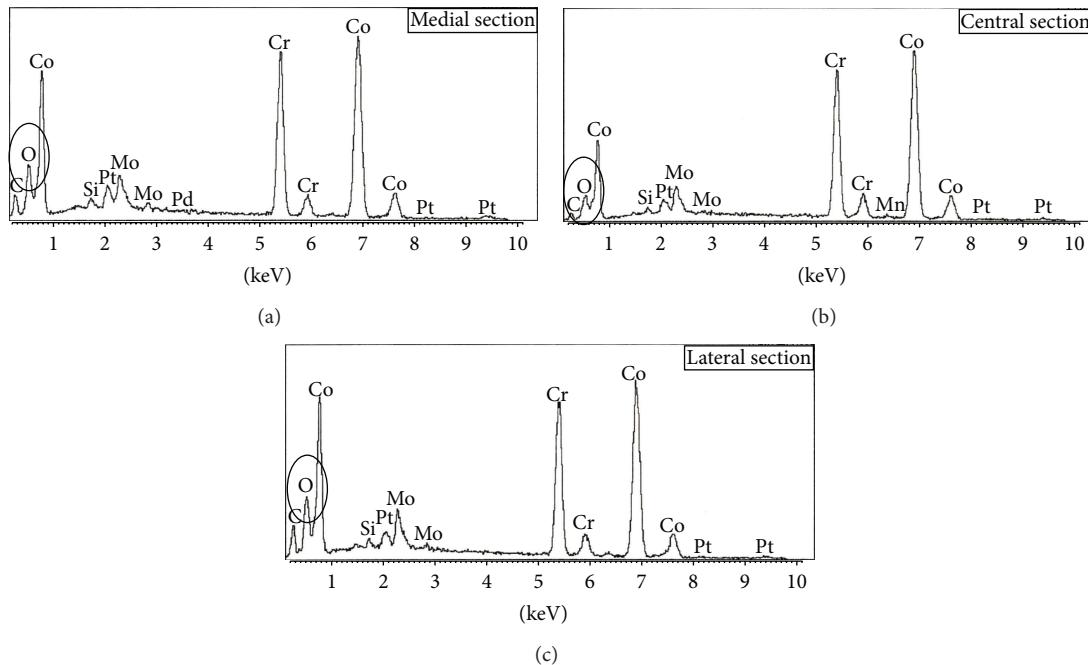 Medial section
Co
Cr
Co
O
C
Si
Pt
Mo
Mo
Pd
Cr
Co
Pt
Pt
1 2 3 4 5 6 7 8 9 10
(keV)
(a)
Central section
Co
Cr
Co
O
C
Si
Pt
Mo
Mo
Cr
Mn
Co
Pt
Pt
1 2 3 4 5 6 7 8 9 10
(keV)
(b)
Lateral section
Co
Cr
Co
O
C
Si
Pt
Mo
Mo
Cr
Co
Pt
Pt
1 2 3 4 5 6 7 8 9 10
(keV)
(c)